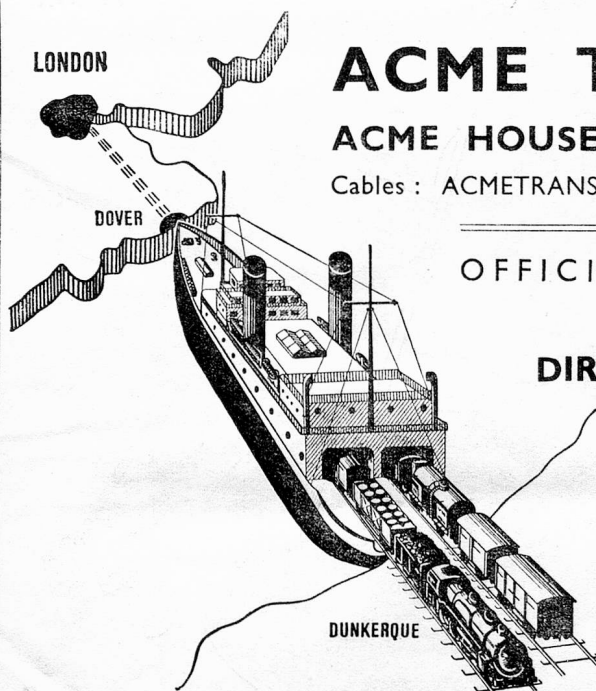 LONDON
ACME
ACME HOUSE
Cables : ACMETRANS
DOVER
OFFICI
DIR
DUNKERQUE